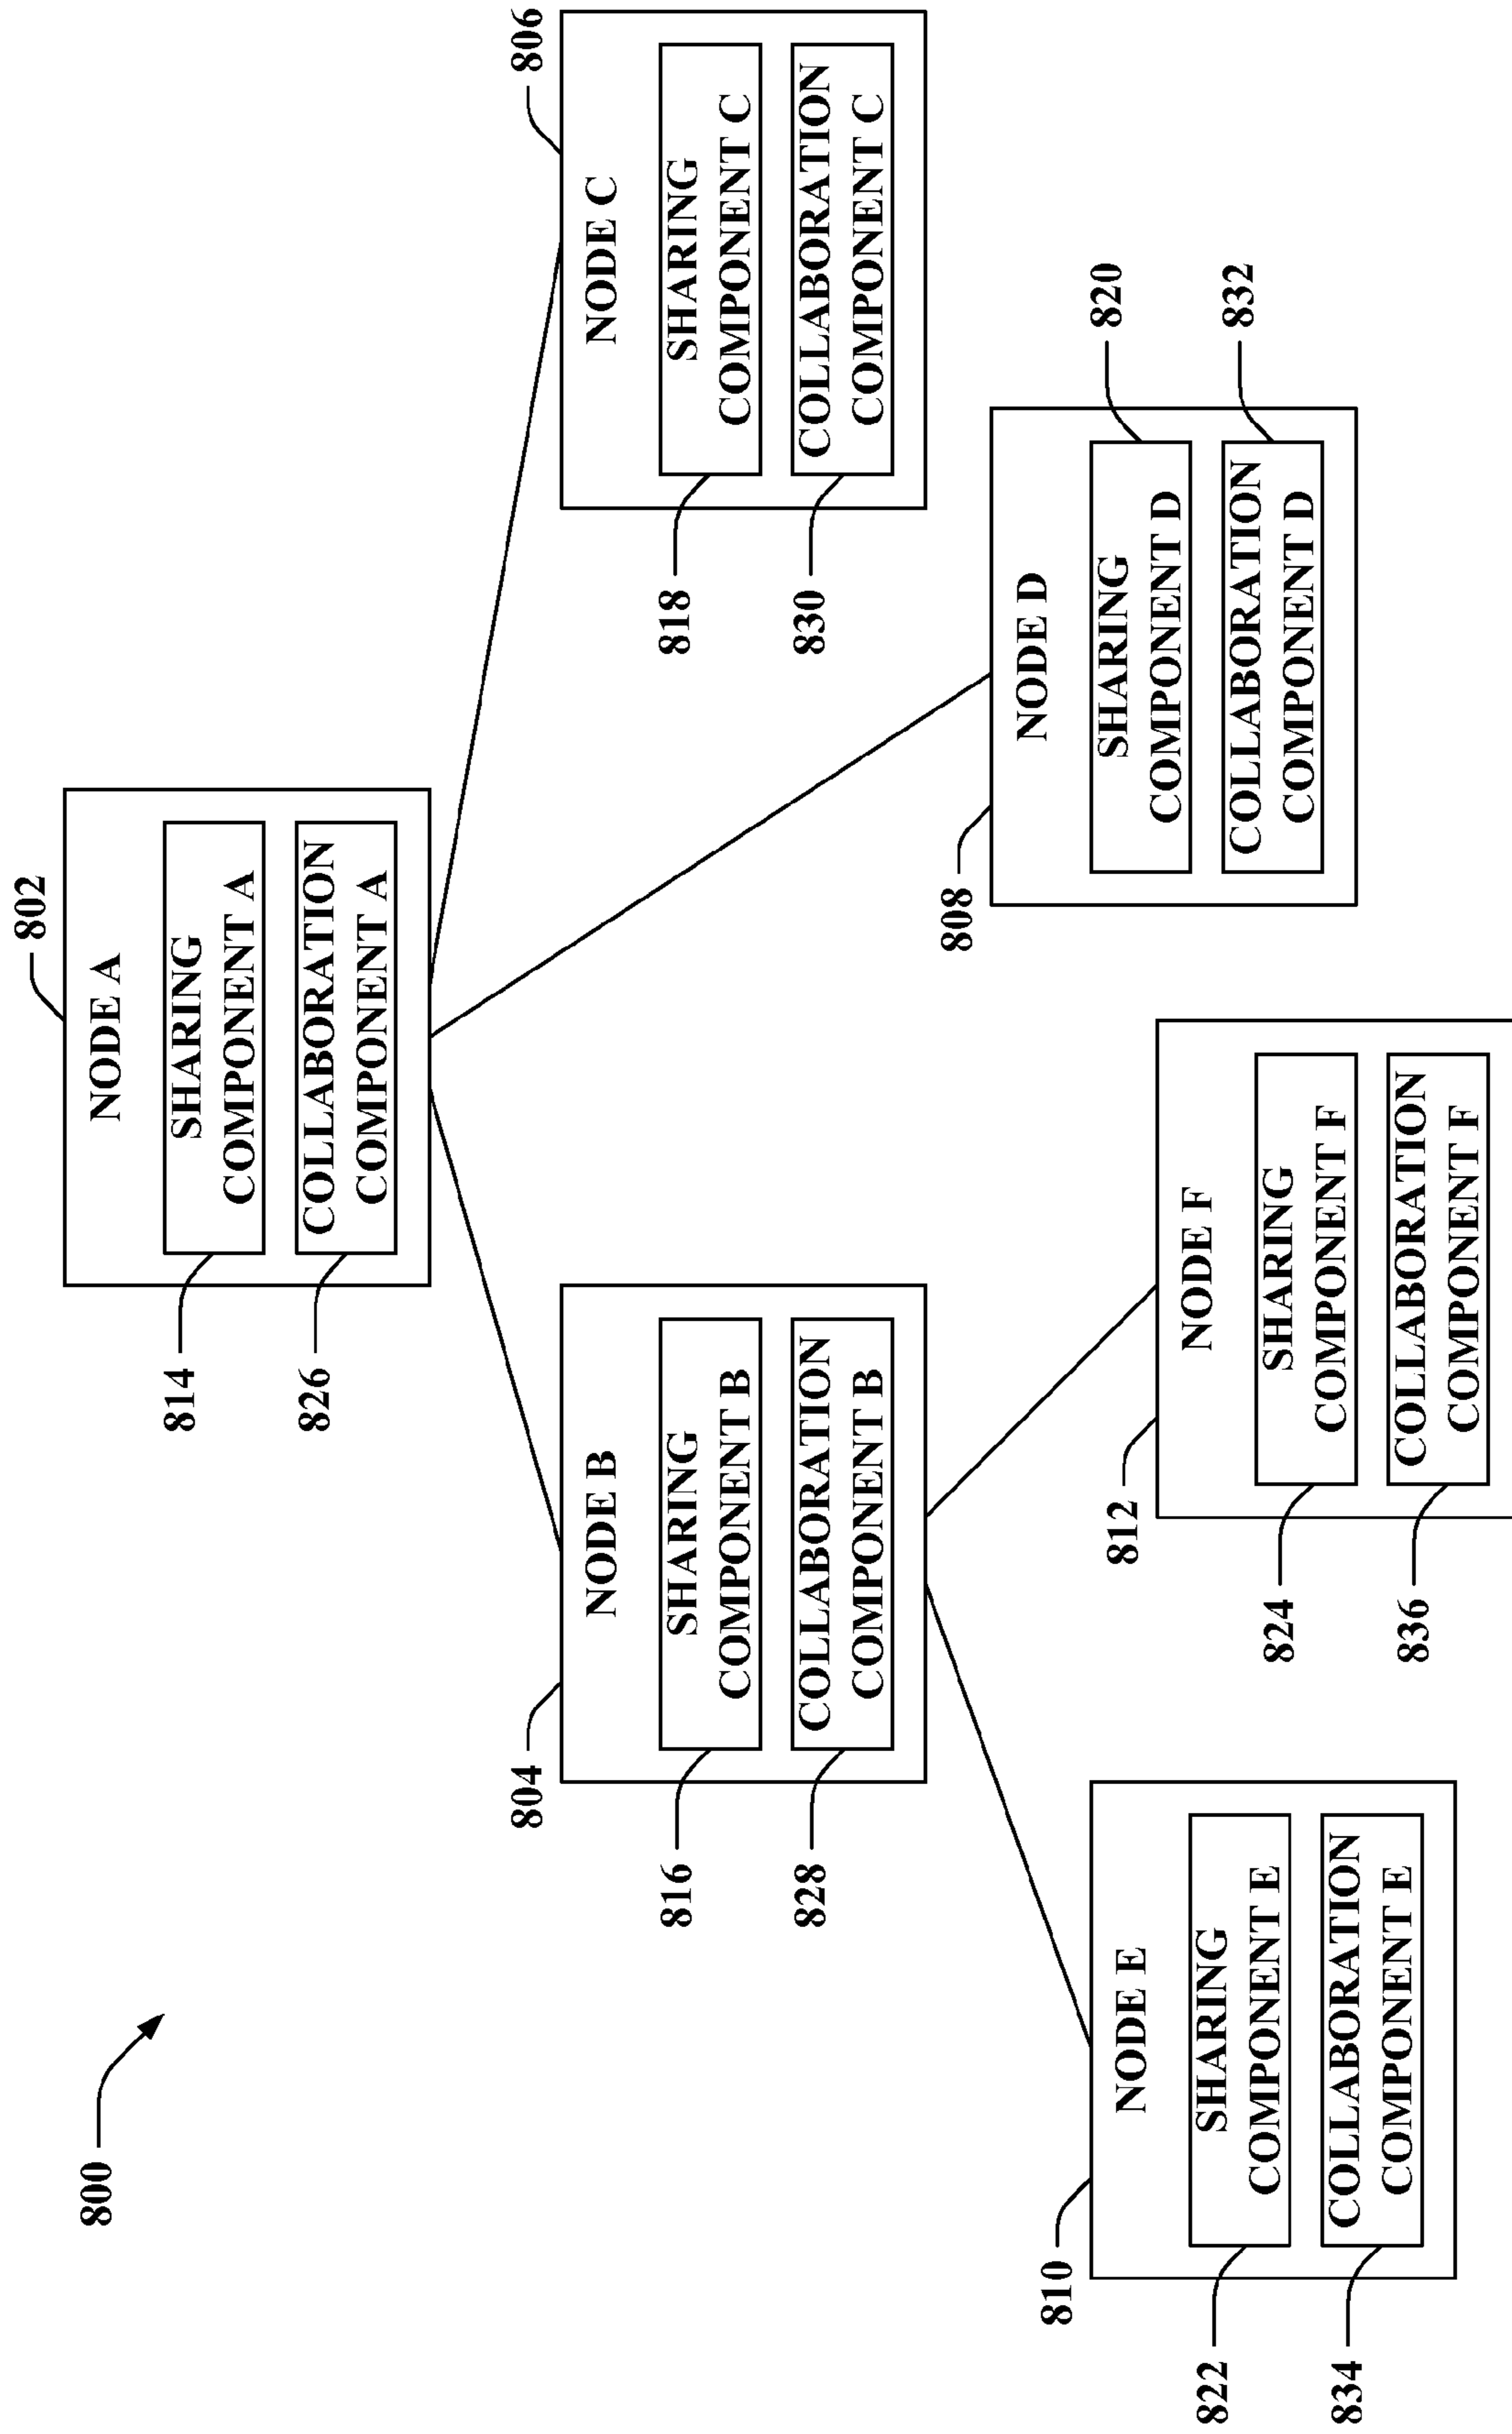 800
802
NODE A
SHARING
COMPONENT A
COLLABORATION
COMPONENT A
814
826
804
NODE B
SHARING
COMPONENT B
COLLABORATION
COMPONENT B
816
828
806
NODE C
SHARING
COMPONENT C
COLLABORATION
COMPONENT C
818
830
808
NODE D
SHARING
COMPONENT D
COLLABORATION
COMPONENT D
820
832
810
NODE E
SHARING
COMPONENT E
COLLABORATION
COMPONENT E
822
834
812
NODE F
SHARING
COMPONENT F
COLLABORATION
COMPONENT F
824
836